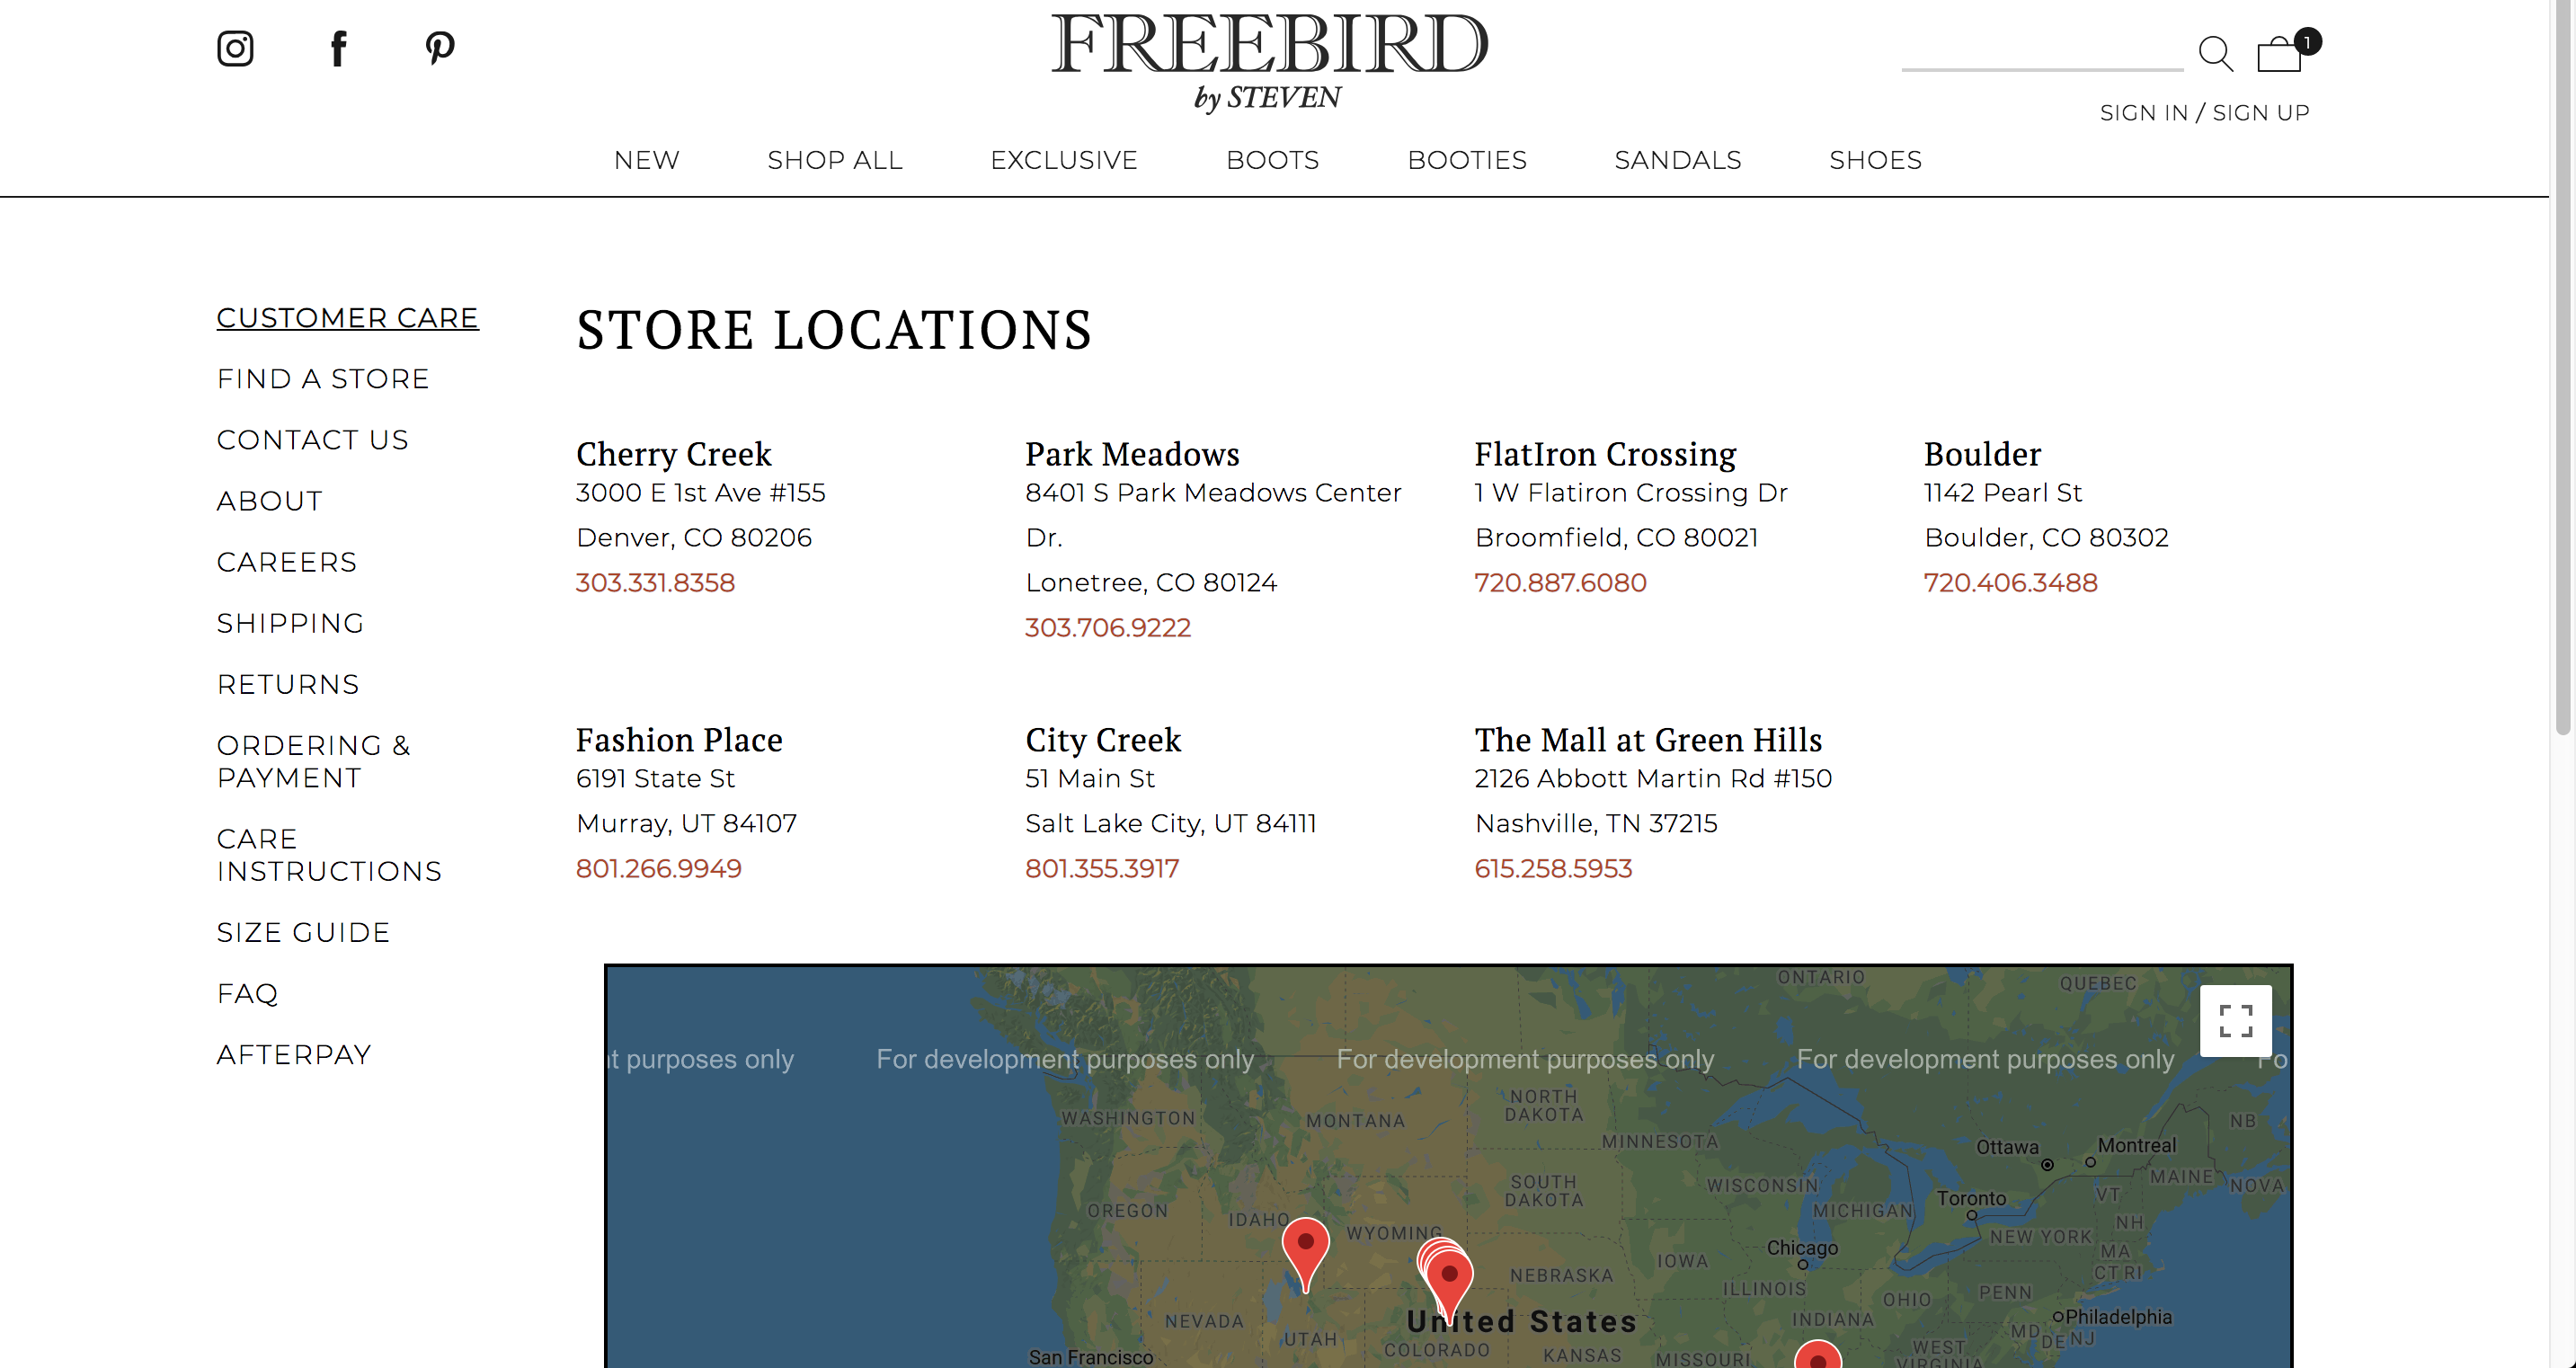 FREEBIRD
by STEVEN
1
SIGN IN / SIGN UP
NEW SHOP ALL EXCLUSIVE BOOTS BOOTIES SANDALS SHOES
CUSTOMER CARE
FIND A STORE
CONTACT US
ABOUT
CAREERS
SHIPPING
RETURNS
ORDERING &
PAYMENT
CARE
INSTRUCTIONS
SIZE GUIDE
FAQ
AFTERPAY
STORE LOCATIONS
Cherry Creek
3000 E 1st Ave #155
Denver, CO 80206
303.331.8358
Park Meadows
8401 S Park Meadows Center
Dr.
Lonetree, CO 80124
303.706.9222
FlatIron Crossing
1 W Flatiron Crossing Dr
Broomfield, CO 80021
720.887.6080
Boulder
1142 Pearl St
Boulder, CO 80302
720.406.3488
Fashion Place
6191 State St
Murray, UT 84107
801.266.9949
City Creek
51 Main St
Salt Lake City, UT 84111
801.355.3917
The Mall at Green Hills
2126 Abbott Martin Rd #150
Nashville, TN 37215
615.258.5953
ONTARIO
QUEBEC
t purposes only For development purposes only For development purposes only For development purposes only Fo
WASHINGTON
MONTANA
NORTH
DAKOTA
MINNESOTA
NB
Ottawa
Montreal
MAINE
NOVA
SOUTH
DAKOTA
WISCONSIN
VT
OREGON
IDAHO
WYOMING
MICHIGAN
Toronto
NH
NEW YORK
MA
CT RI
Chicago
IOWA
NEBRASKA
ILLINOIS
INDIANA
OHIO
PENN
Philadelphia
MD
DE NJ
NEVADA
UTAH
United States
COLORADO
KANSAS
MISSOURI
WEST
VIRGINIA
San Francisco